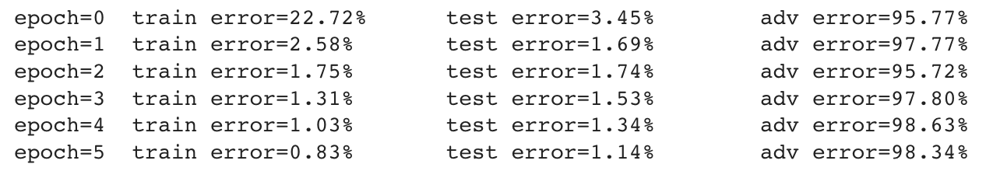 epoch=0 train error=22.72% test error=3.45% adv error=95.77%
epoch=1 train error=2.58% test error=1.69% adv error=97.77%
epoch=2 train error=1.75% test error=1.74% adv error=95.72%
epoch=3 train error=1.31% test error=1.53% adv error=97.80%
epoch=4 train error=1.03% test error=1.34% adv error=98.63%
epoch=5 train error=0.83% test error=1.14% adv error=98.34%